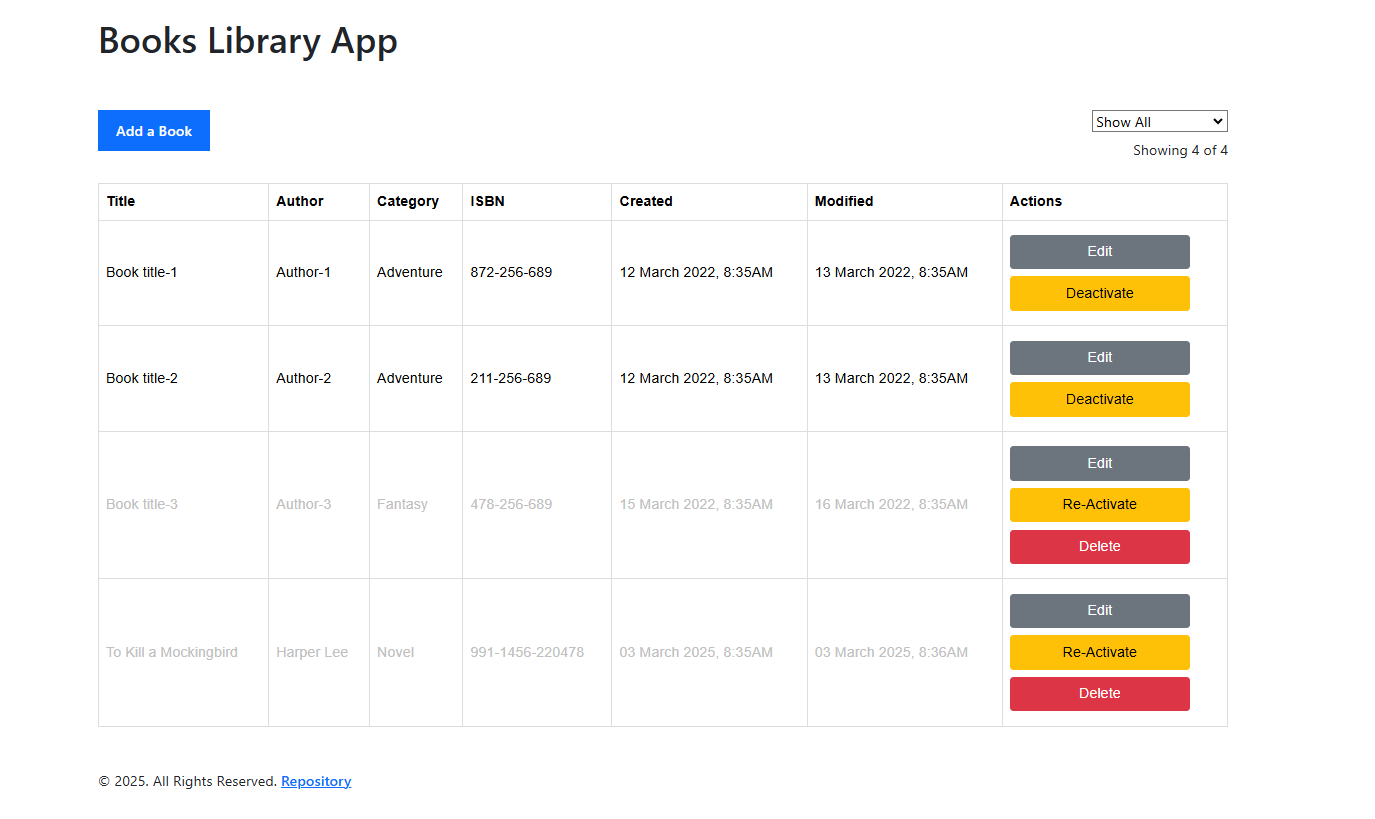 Books Library App
Add a Book
Show All
Showing 4 of 4
Title Author Category ISBN Created Modified Actions
Book title-1 Author-1 Adventure 872-256-689 12 March 2022, 8:35AM 13 March 2022, 8:35AM
Edit
Deactivate
Book title-2 Author-2 Adventure 211-256-689 12 March 2022, 8:35AM 13 March 2022, 8:35AM
Edit
Deactivate
Book title-3 Author-3 Fantasy 478-256-689 15 March 2022, 8:35AM 16 March 2022, 8:35AM
Edit
Re-Activate
Delete
To Kill a Mockingbird Harper Lee Novel 991-1456-220478 03 March 2025, 8:35AM 03 March 2025, 8:36AM
Edit
Re-Activate
Delete
© 2025. All Rights Reserved. Repository